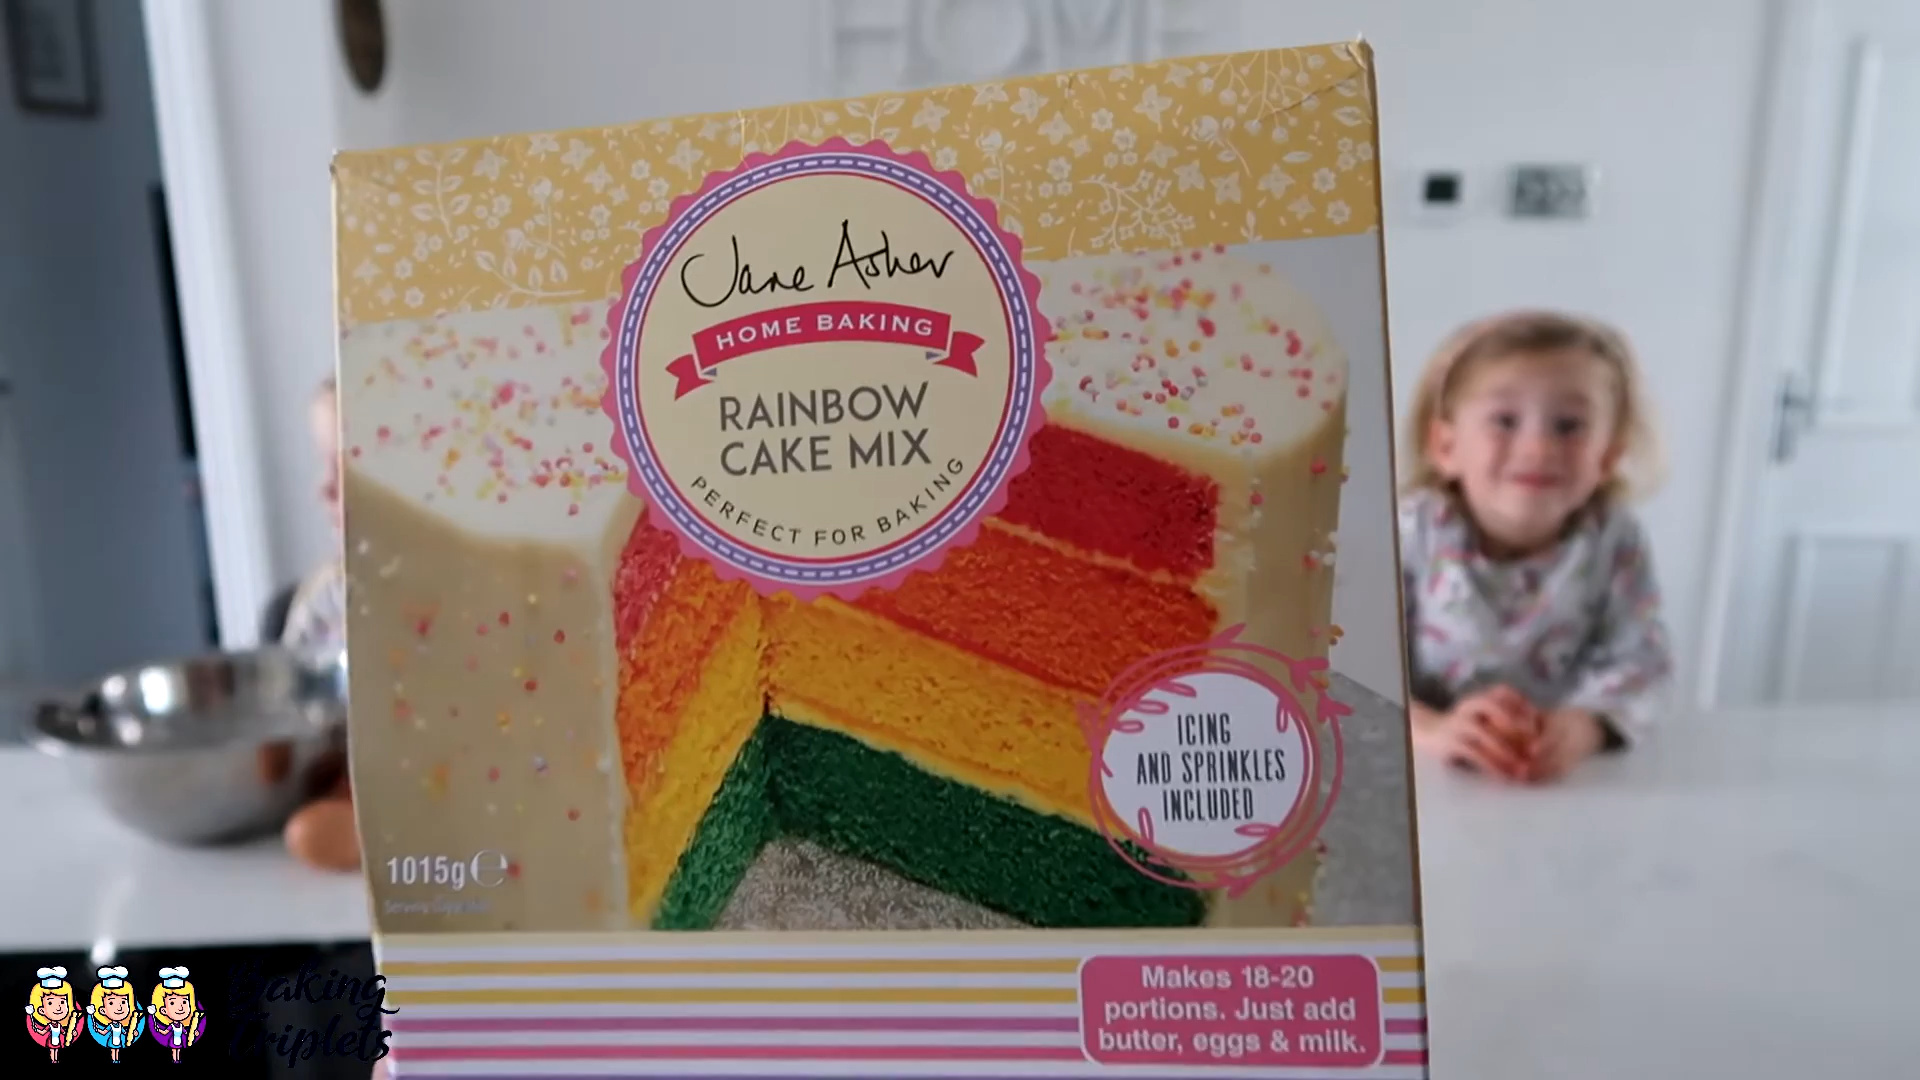 HOME
Jane Asher
HOME BAKING
RAINBOW
CAKE MIX
PERFECT FOR BAKING
ICING
AND SPRINKLES
INCLUDED
1015g e
Makes 18-20
portions. Just add
butter, eggs & milk.
Baking
Triplets